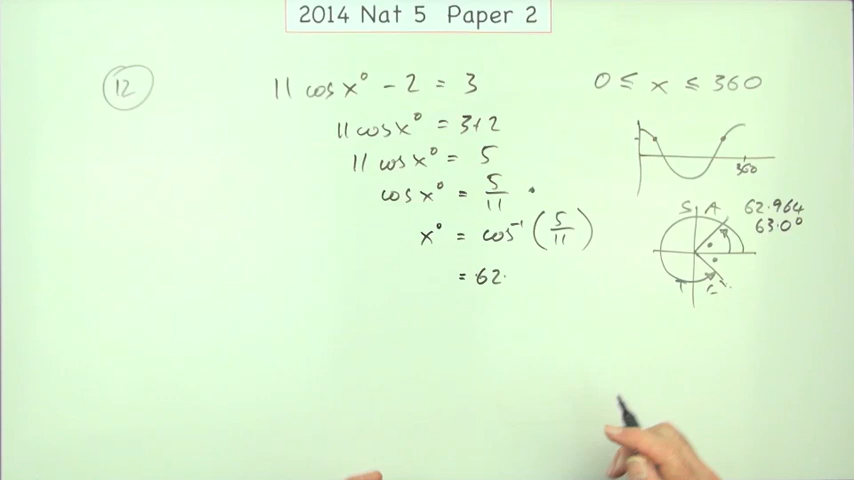 2014 Nat 5 Paper 2
12
11 cos x° - 2 = 3
0 ≤ x ≤ 360
11 cos x° = 3+2
11 cos x° = 5
cos x° = 5/11
x° = cos⁻¹ (5/11)
= 62.
360
S A
T C
62.964
63.0°